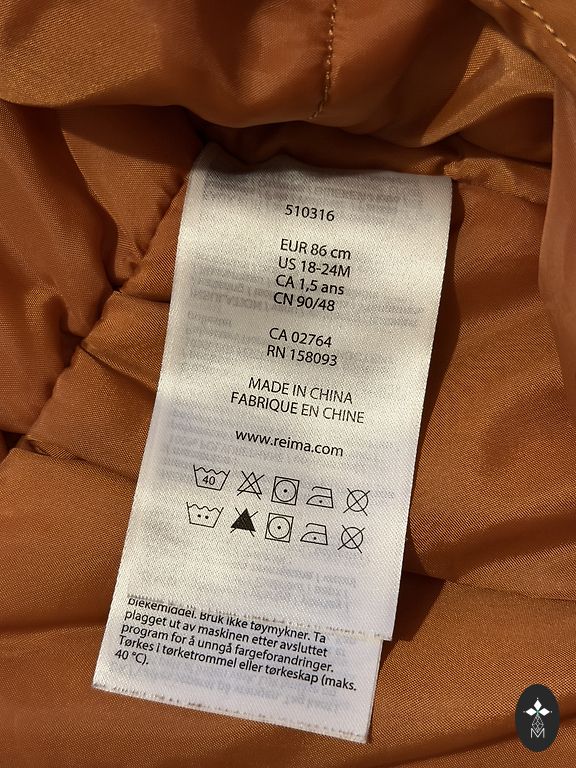 510316
EUR 86 cm
US 18-24M
CA 1,5 ans
CN 90/48
CA 02764
RN 158093
MADE IN CHINA
FABRIQUE EN CHINE
www.reima.com
40
blekemiddel. Bruk ikke tøymykner. Ta
plagget ut av maskinen etter avsluttet
program for å unngå fargeforandringer.
Tørkes i tørketrommel eller tørkeskap (maks.
40 °C).
M